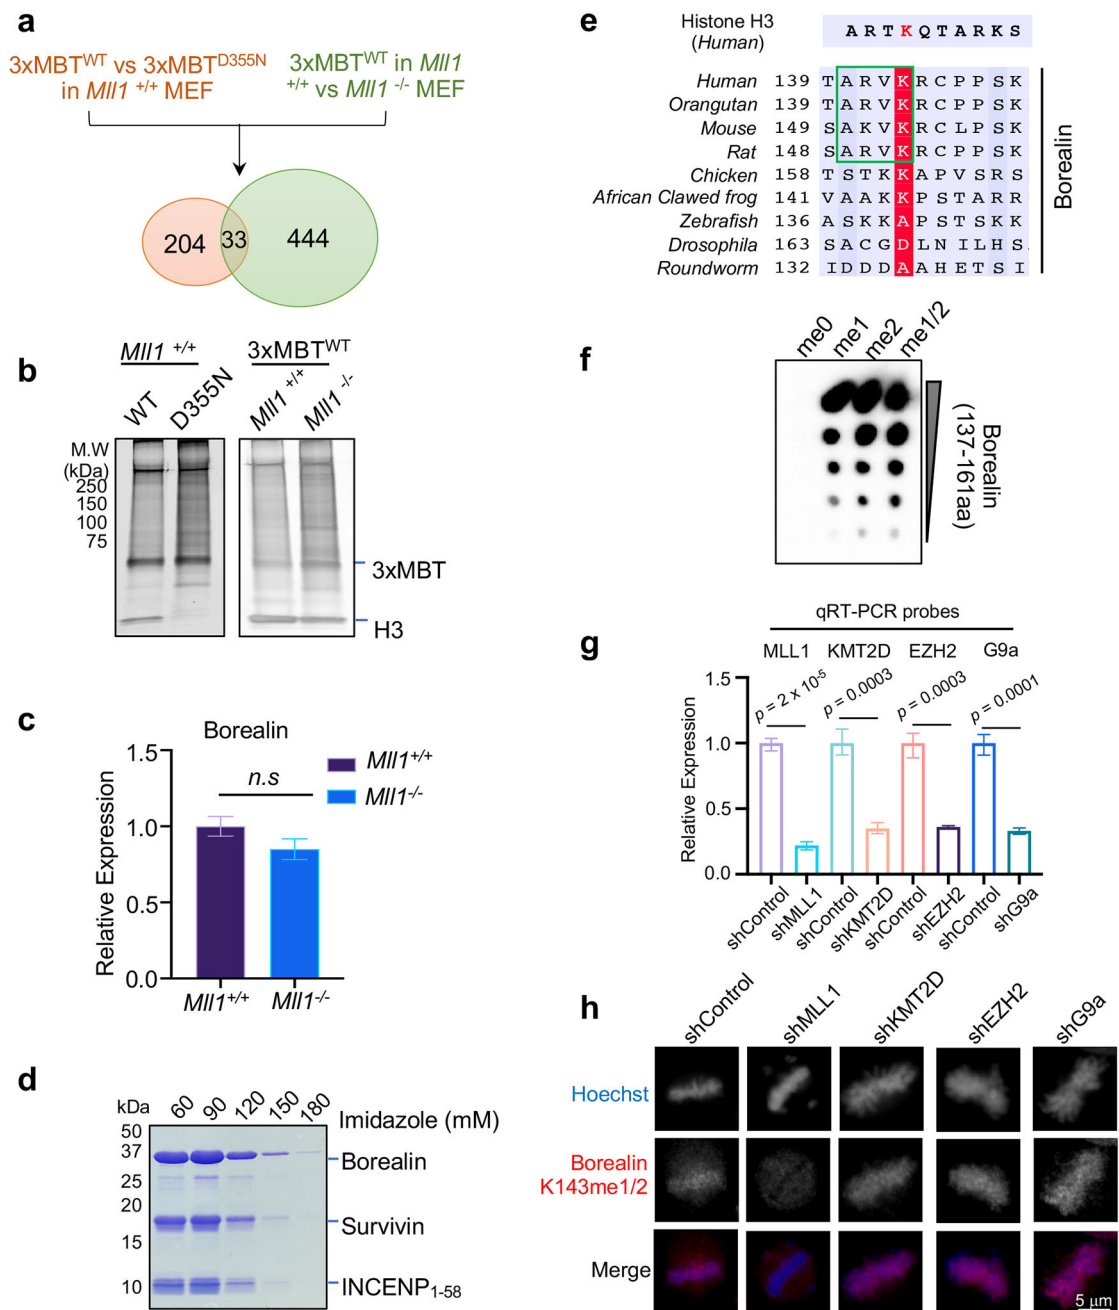 a
3xMBTWT vs 3xMBTD355N
in Mll1 +/+ MEF
3xMBTWT in Mll1
+/+ vs Mll1 -/- MEF
204
33
444
b
Mll1 +/+
3xMBTWT
WT
D355N
Mll1 +/+
Mll1 -/-
M.W
(kDa)
250
150
100
75
3xMBT
H3
c
Borealin
n.s
Mll1+/+
Mll1-/-
Relative Expression
1.5
1.0
0.5
0.0
Mll1+/+
Mll1-/-
d
kDa
60
90
120
150
180
Imidazole (mM)
50
37
25
20
15
10
Borealin
Survivin
INCENP1-58
e
Histone H3
(Human)
A R T K Q T A R K S
Human 139 T A R V K R C P P S K
Orangutan 139 T A R V K R C P P S K
Mouse 149 S A K V K R C L P S K
Rat 148 S A R V K R C P P S K
Chicken 158 T S T K K A P V S R S
African Clawed frog 141 V A A K K P S T A R R
Zebrafish 136 A S K K A P S T S K K
Drosophila 163 S A C G D L N I L H S
Roundworm 132 I D D D A A H E T S I
Borealin
f
me0
me1
me2
me1/2
Borealin
(137-161aa)
g
qRT-PCR probes
MLL1
KMT2D
EZH2
G9a
p = 2 x 10-5
p = 0.0003
p = 0.0003
p = 0.0001
Relative Expression
1.5
1.0
0.5
0.0
shControl
shMLL1
shControl
shKMT2D
shControl
shEZH2
shControl
shG9a
h
shControl
shMLL1
shKMT2D
shEZH2
shG9a
Hoechst
Borealin
K143me1/2
Merge
5 μm